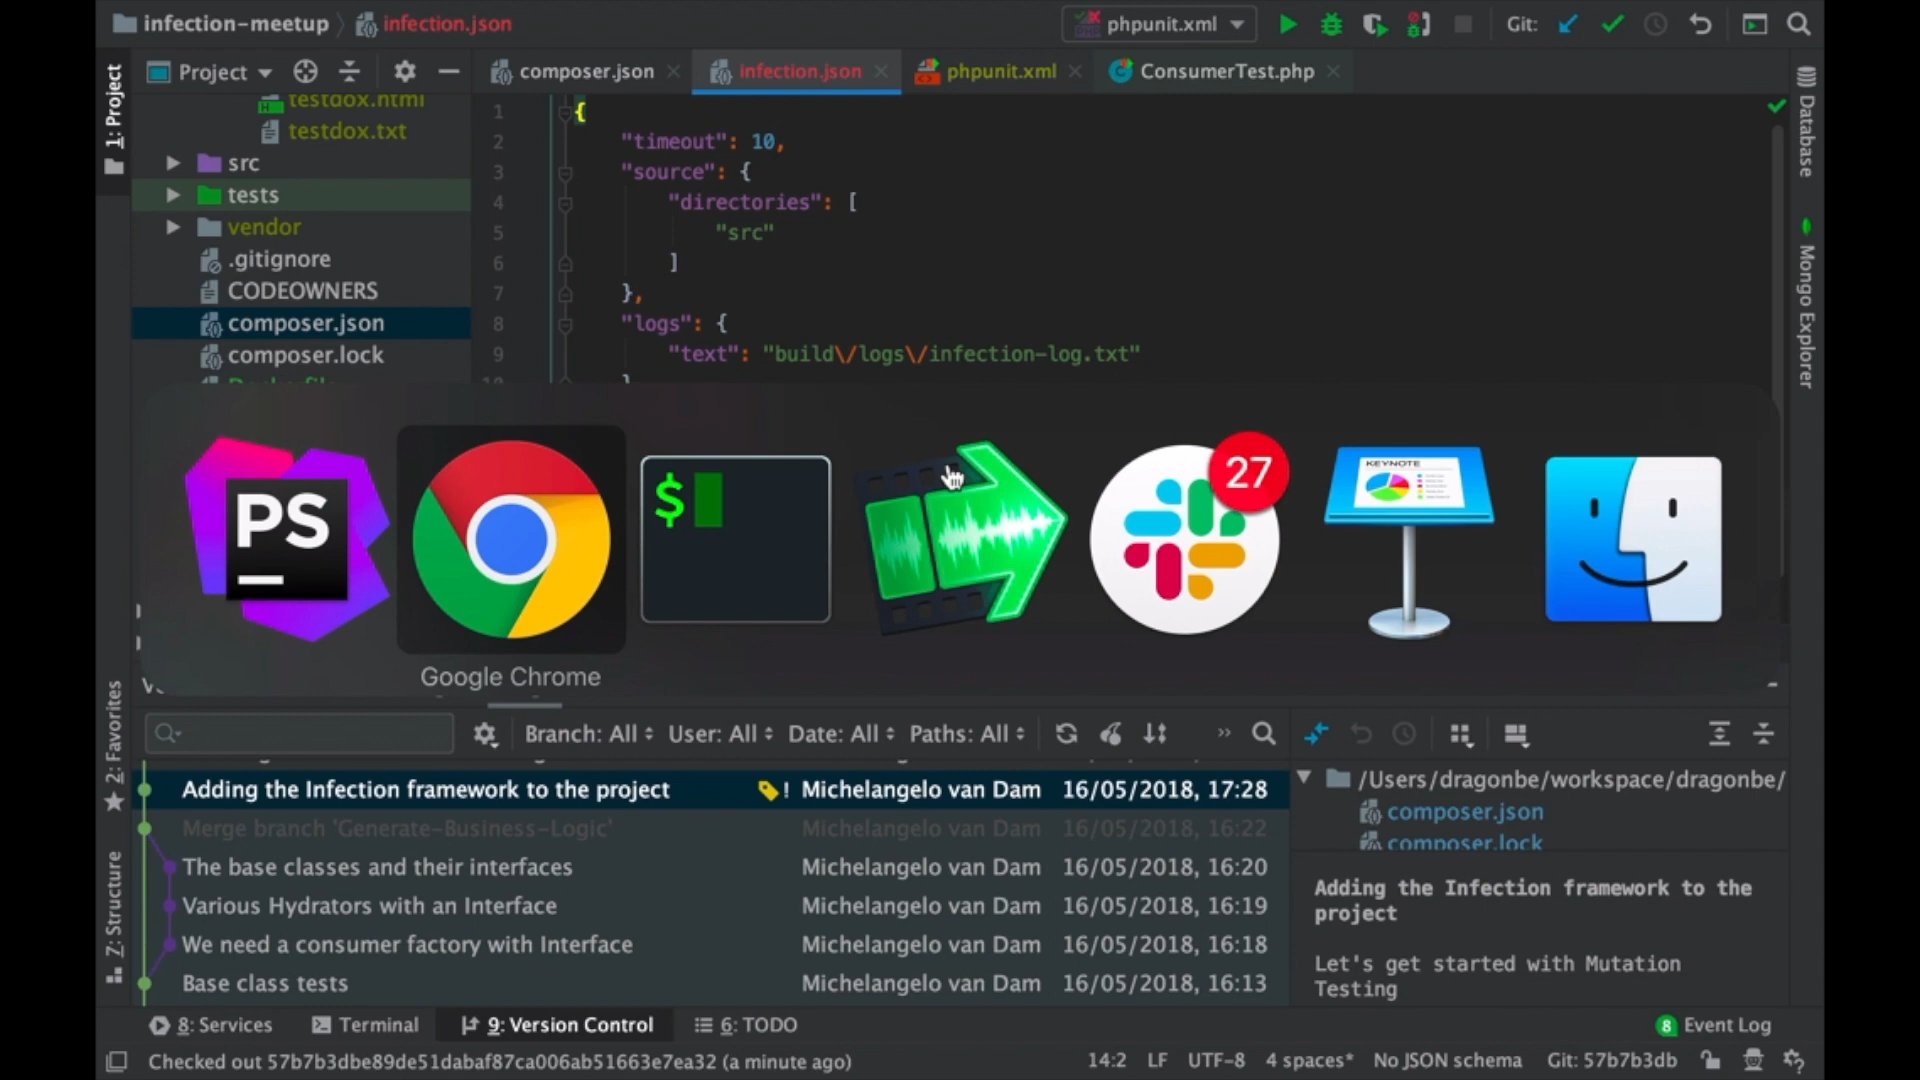 infection-meetup
infection.json
phpunit.xml
Git:
1: Project
Project
composer.json
infection.json
phpunit.xml
ConsumerTest.php
Database
Mongo Explorer
testdox.html
testdox.txt
src
tests
vendor
.gitignore
CODEOWNERS
composer.json
composer.lock
1 {
2 "timeout": 10,
3 "source": {
4 "directories": [
5 "src"
6 ]
7 },
8 "logs": {
9 "text": "build\/logs\/infection-log.txt"
10 }
PS
$
27
KEYNOTE
Google Chrome
2: Favorites
7: Structure
Branch: All User: All Date: All Paths: All
Adding the Infection framework to the project ! Michelangelo van Dam 16/05/2018, 17:28
Merge branch 'Generate-Business-Logic' Michelangelo van Dam 16/05/2018, 16:22
The base classes and their interfaces Michelangelo van Dam 16/05/2018, 16:20
Various Hydrators with an Interface Michelangelo van Dam 16/05/2018, 16:19
We need a consumer factory with Interface Michelangelo van Dam 16/05/2018, 16:18
Base class tests Michelangelo van Dam 16/05/2018, 16:13
/Users/dragonbe/workspace/dragonbe/
composer.json
composer.lock
Adding the Infection framework to the
project
Let's get started with Mutation
Testing
8: Services
Terminal
9: Version Control
6: TODO
8 Event Log
Checked out 57b7b3dbe89de51dabaf87ca006ab51663e7ea32 (a minute ago)
14:2 LF UTF-8 4 spaces* No JSON schema Git: 57b7b3db